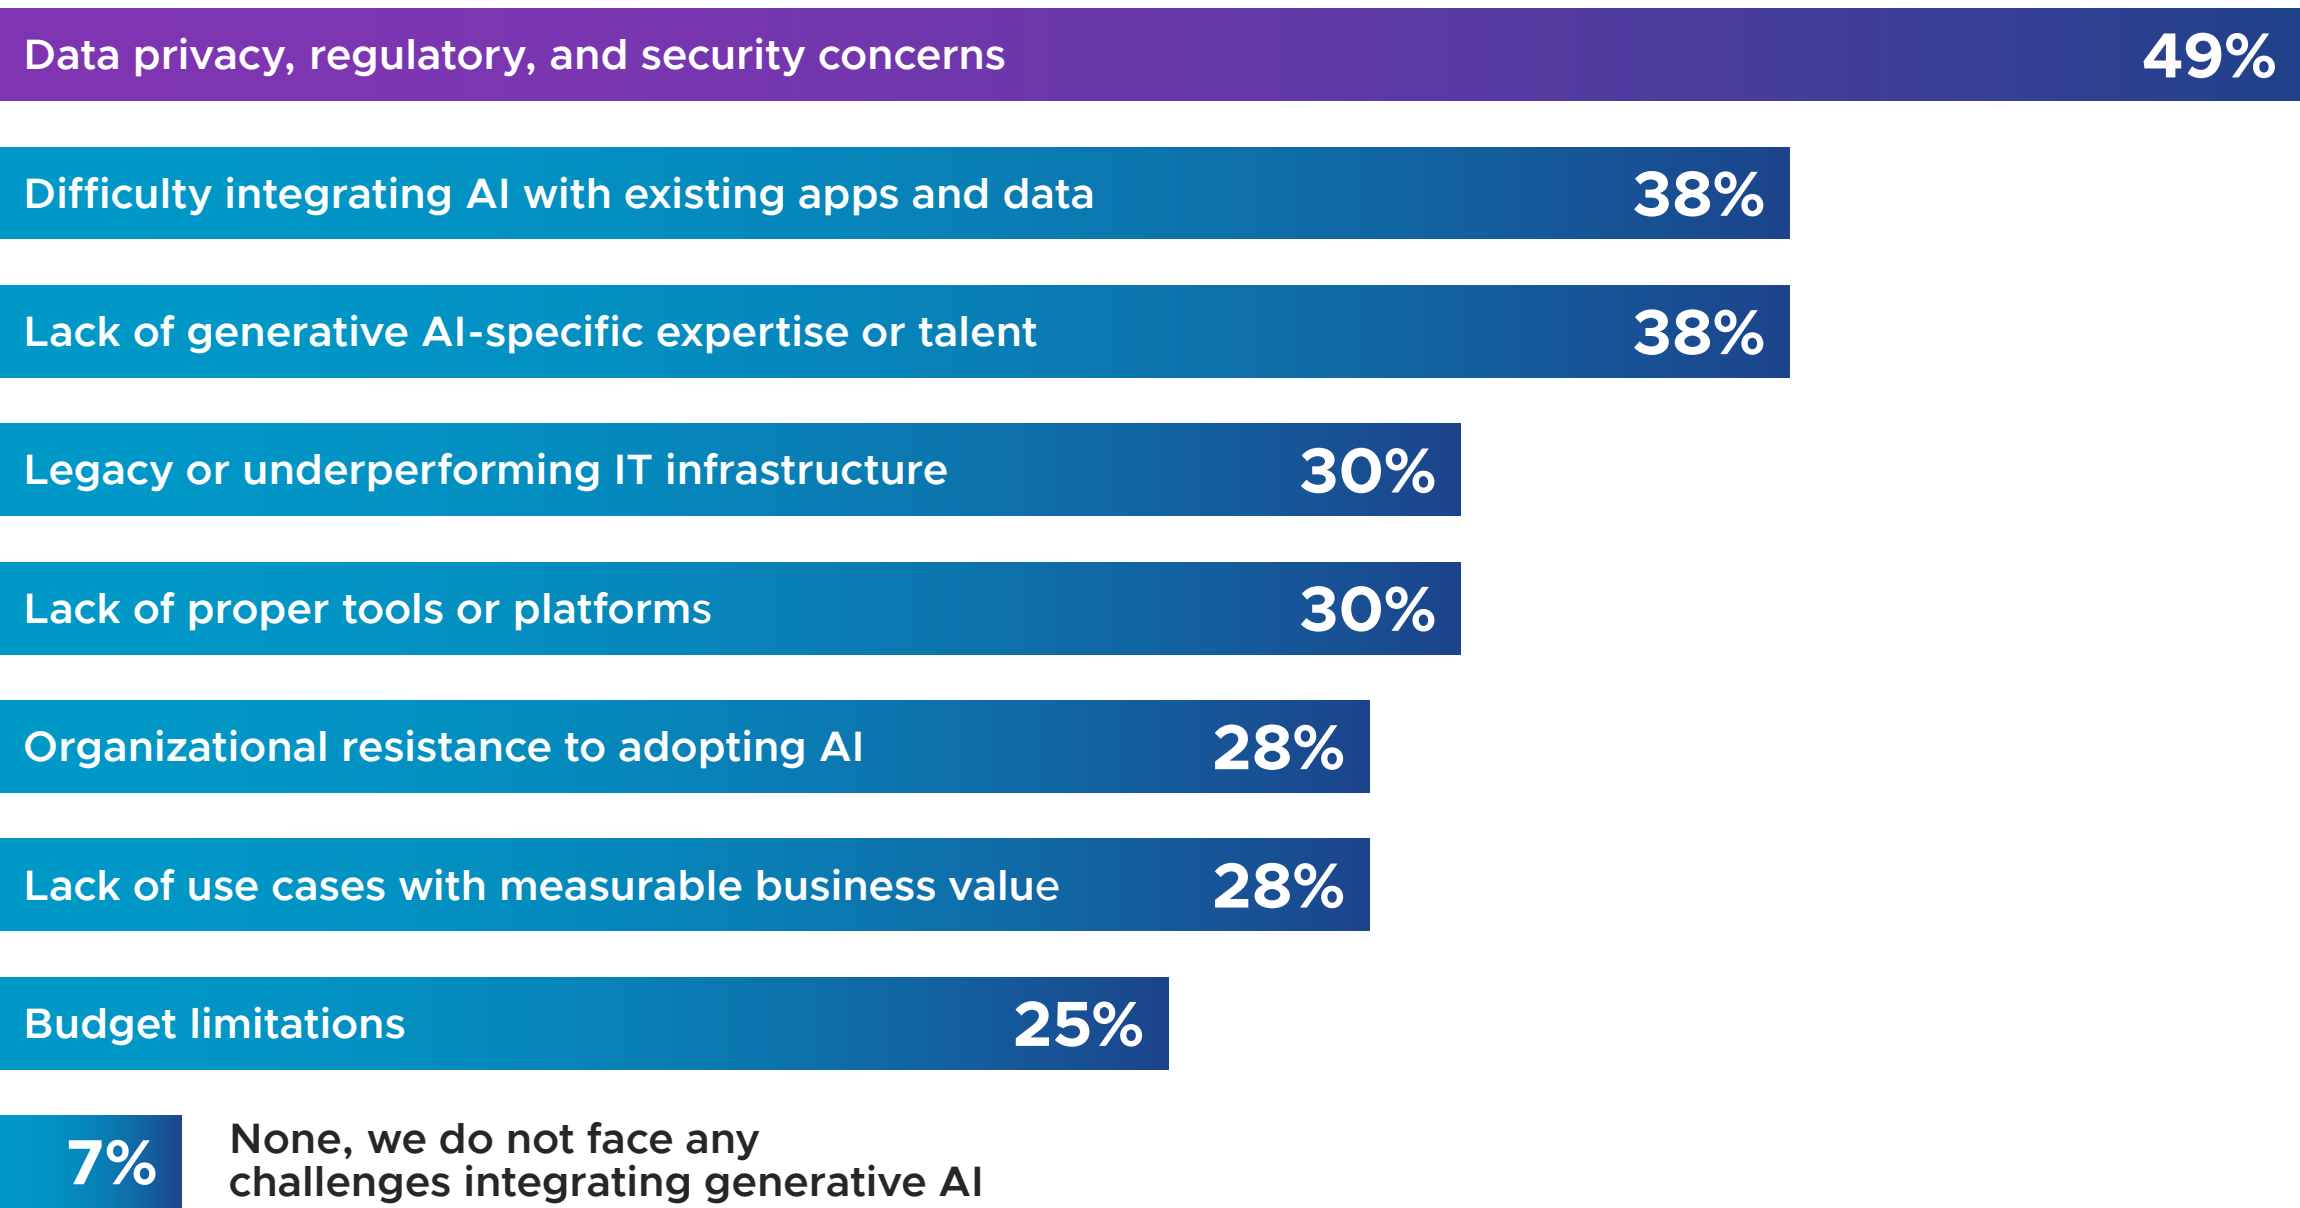 Data privacy, regulatory, and security concerns 49%
Difficulty integrating AI with existing apps and data 38%
Lack of generative AI-specific expertise or talent 38%
Legacy or underperforming IT infrastructure 30%
Lack of proper tools or platforms 30%
Organizational resistance to adopting AI 28%
Lack of use cases with measurable business value 28%
Budget limitations 25%
7% None, we do not face any
challenges integrating generative AI